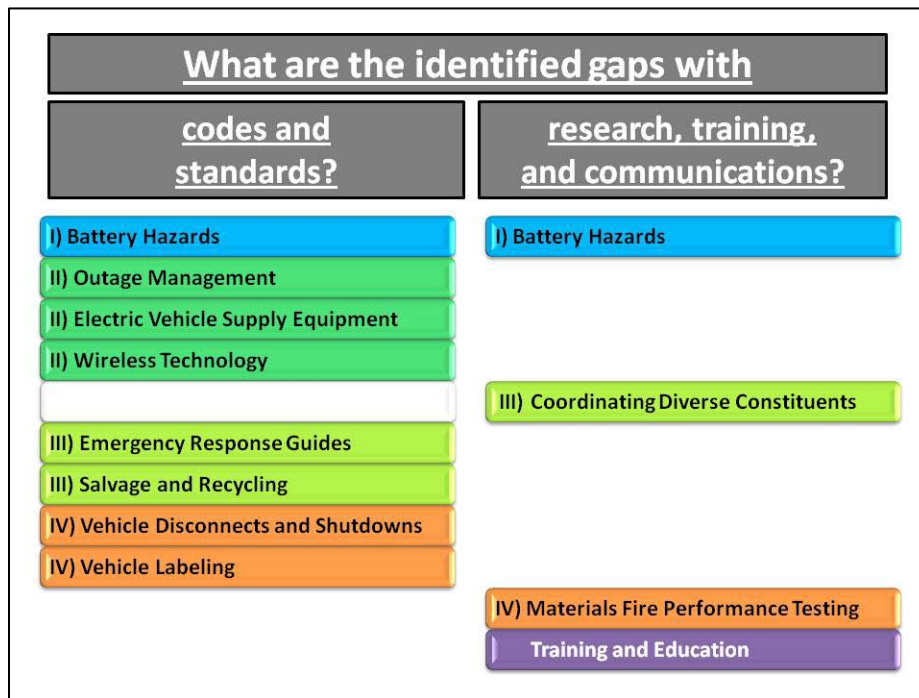 What are the identified gaps with
codes and
standards?
research, training,
and communications?
I) Battery Hazards
II) Outage Management
II) Electric Vehicle Supply Equipment
II) Wireless Technology
III) Emergency Response Guides
III) Salvage and Recycling
IV) Vehicle Disconnects and Shutdowns
IV) Vehicle Labeling
I) Battery Hazards
III) Coordinating Diverse Constituents
IV) Materials Fire Performance Testing
Training and Education